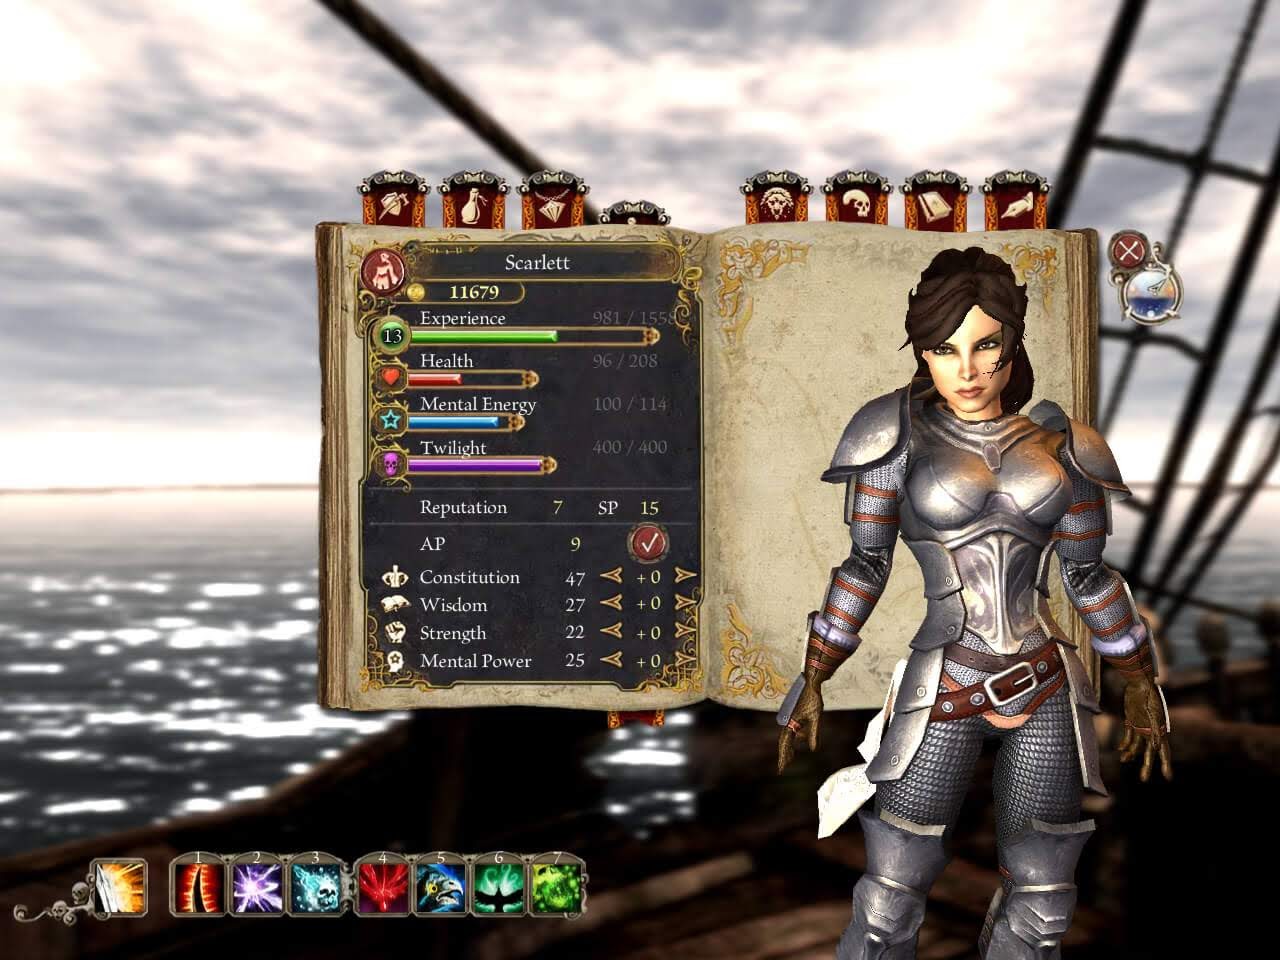 Scarlett
11679
Experience 981 / 1558
13
Health 96 / 208
Mental Energy 100 / 114
Twilight 400 / 400
Reputation 7 SP 15
AP 9
Constitution 47 + 0
Wisdom 27 + 0
Strength 22 + 0
Mental Power 25 + 0
1 2 3 4 5 6 7